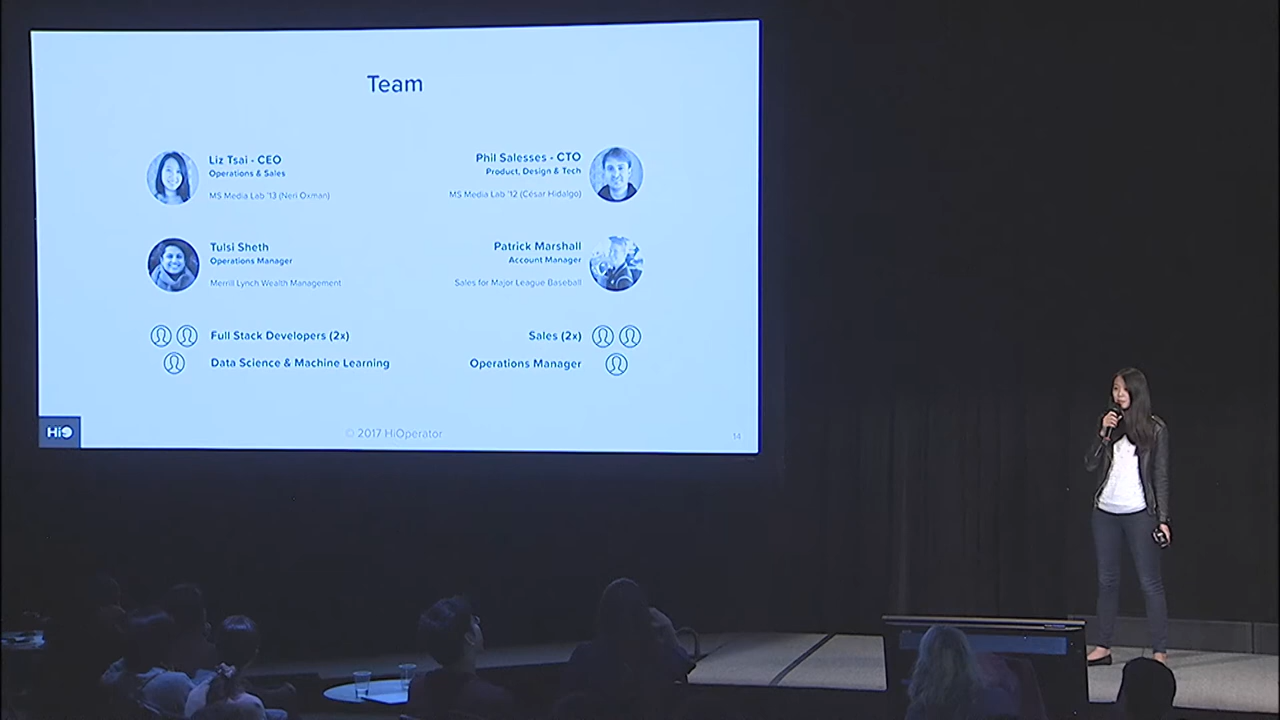 Team
Liz Tsai - CEO
Operations & Sales
MS Media Lab '13 (Neri Oxman)
Phil Salesses - CTO
Product, Design & Tech
MS Media Lab '12 (César Hidalgo)
Tulsi Sheth
Operations Manager
Merrill Lynch Wealth Management
Patrick Marshall
Account Manager
Sales for Major League Baseball
Full Stack Developers (2x)
Data Science & Machine Learning
Sales (2x)
Operations Manager
HiO
© 2017 HiOperator
14